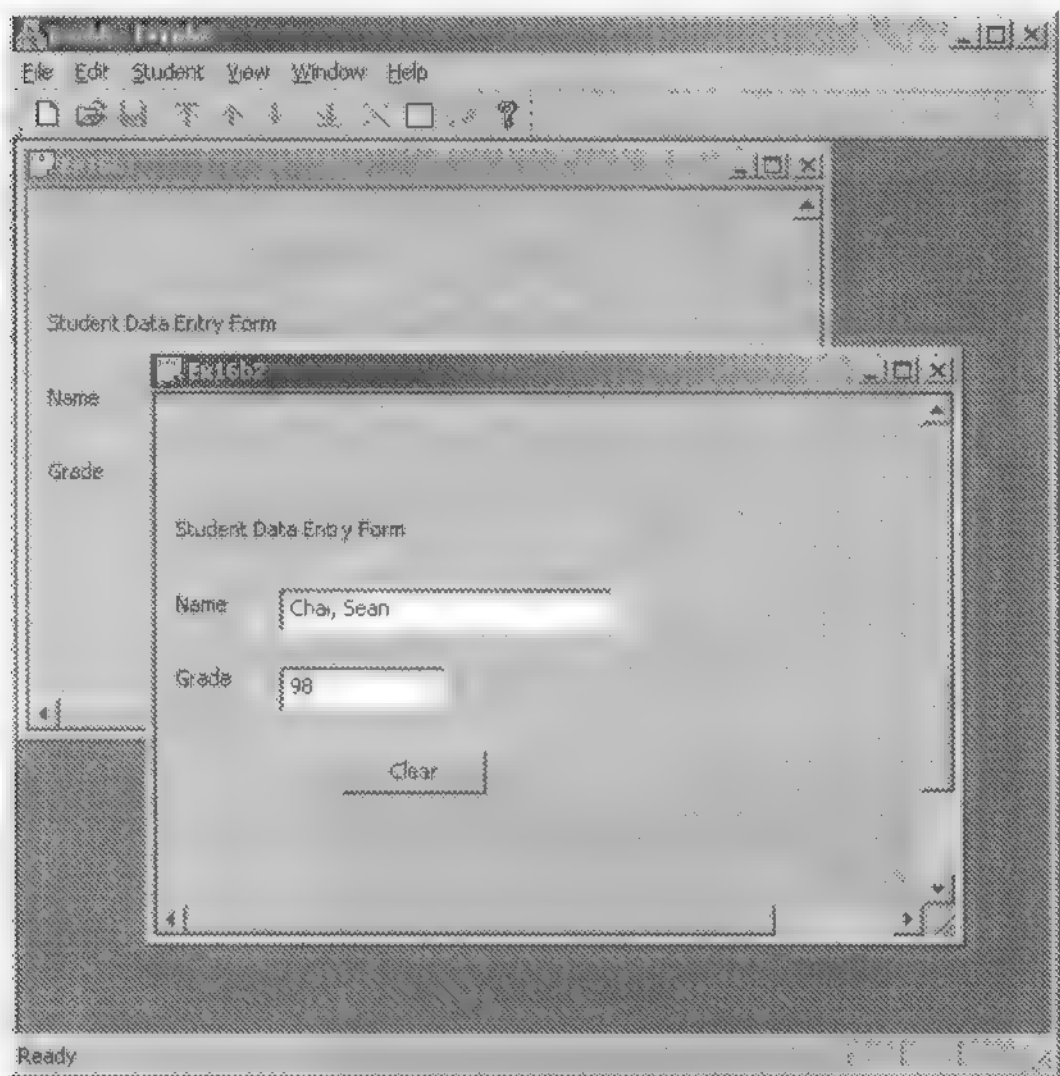 File Edit Student View Window Help
Student Data Entry Form
Name
Grade
Ex16b2
Student Data Entry Form
Name Chai, Sean
Grade 98
Clear
Ready